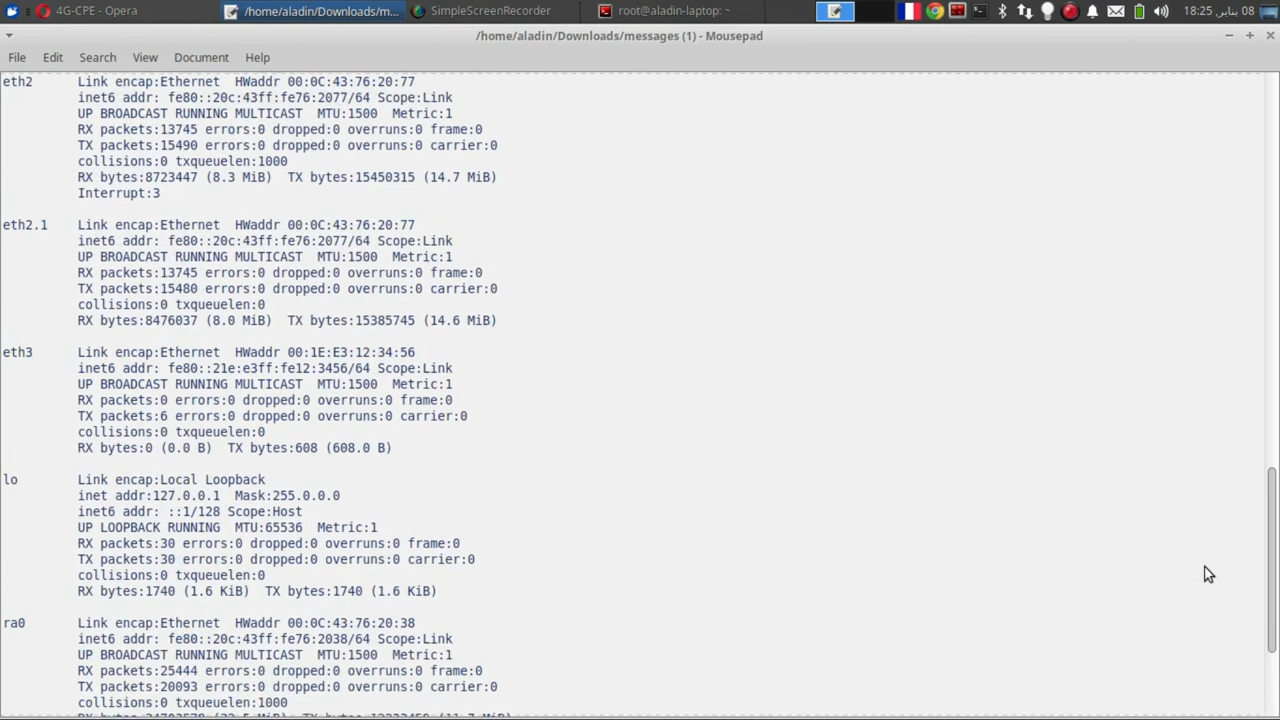 4G-CPE - Opera
/home/aladin/Downloads/m...
SimpleScreenRecorder
root@aladin-laptop: ~
18:25 ,يناير 08
/home/aladin/Downloads/messages (1) - Mousepad
File Edit Search View Document Help
eth2 Link encap:Ethernet HWaddr 00:0C:43:76:20:77
inet6 addr: fe80::20c:43ff:fe76:2077/64 Scope:Link
UP BROADCAST RUNNING MULTICAST MTU:1500 Metric:1
RX packets:13745 errors:0 dropped:0 overruns:0 frame:0
TX packets:15490 errors:0 dropped:0 overruns:0 carrier:0
collisions:0 txqueuelen:1000
RX bytes:8723447 (8.3 MiB) TX bytes:15450315 (14.7 MiB)
Interrupt:3
eth2.1 Link encap:Ethernet HWaddr 00:0C:43:76:20:77
inet6 addr: fe80::20c:43ff:fe76:2077/64 Scope:Link
UP BROADCAST RUNNING MULTICAST MTU:1500 Metric:1
RX packets:13745 errors:0 dropped:0 overruns:0 frame:0
TX packets:15480 errors:0 dropped:0 overruns:0 carrier:0
collisions:0 txqueuelen:0
RX bytes:8476037 (8.0 MiB) TX bytes:15385745 (14.6 MiB)
eth3 Link encap:Ethernet HWaddr 00:1E:E3:12:34:56
inet6 addr: fe80::21e:e3ff:fe12:3456/64 Scope:Link
UP BROADCAST RUNNING MULTICAST MTU:1500 Metric:1
RX packets:0 errors:0 dropped:0 overruns:0 frame:0
TX packets:6 errors:0 dropped:0 overruns:0 carrier:0
collisions:0 txqueuelen:0
RX bytes:0 (0.0 B) TX bytes:608 (608.0 B)
lo Link encap:Local Loopback
inet addr:127.0.0.1 Mask:255.0.0.0
inet6 addr: ::1/128 Scope:Host
UP LOOPBACK RUNNING MTU:65536 Metric:1
RX packets:30 errors:0 dropped:0 overruns:0 frame:0
TX packets:30 errors:0 dropped:0 overruns:0 carrier:0
collisions:0 txqueuelen:0
RX bytes:1740 (1.6 KiB) TX bytes:1740 (1.6 KiB)
ra0 Link encap:Ethernet HWaddr 00:0C:43:76:20:38
inet6 addr: fe80::20c:43ff:fe76:2038/64 Scope:Link
UP BROADCAST RUNNING MULTICAST MTU:1500 Metric:1
RX packets:25444 errors:0 dropped:0 overruns:0 frame:0
TX packets:20093 errors:0 dropped:0 overruns:0 carrier:0
collisions:0 txqueuelen:1000